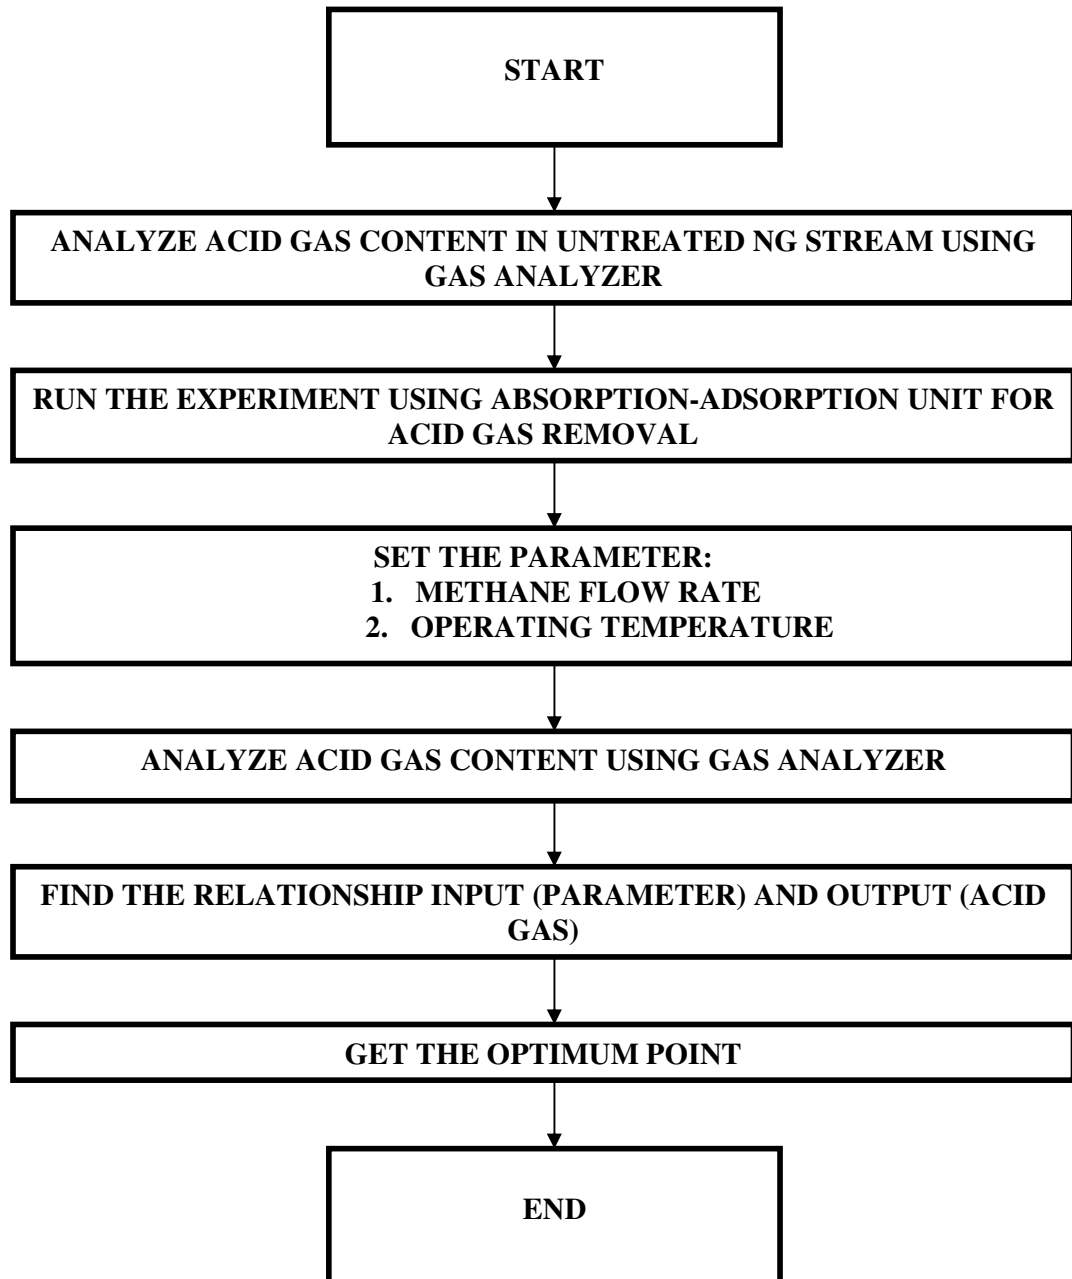 START
ANALYZE ACID GAS CONTENT IN UNTREATED NG STREAM USING
GAS ANALYZER
RUN THE EXPERIMENT USING ABSORPTION-ADSORPTION UNIT FOR
ACID GAS REMOVAL
SET THE PARAMETER:
1. METHANE FLOW RATE
2. OPERATING TEMPERATURE
ANALYZE ACID GAS CONTENT USING GAS ANALYZER
FIND THE RELATIONSHIP INPUT (PARAMETER) AND OUTPUT (ACID
GAS)
GET THE OPTIMUM POINT
END